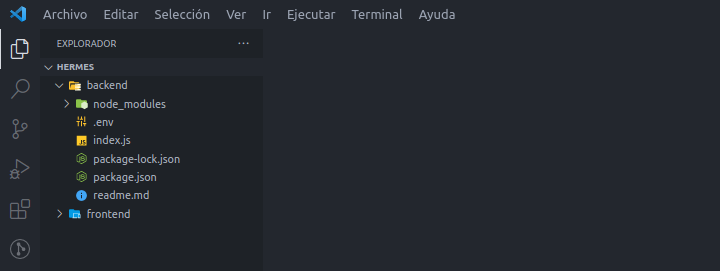 Archivo Editar Selección Ver Ir Ejecutar Terminal Ayuda
EXPLORADOR
HERMES
backend
node_modules
.env
index.js
package-lock.json
package.json
readme.md
frontend